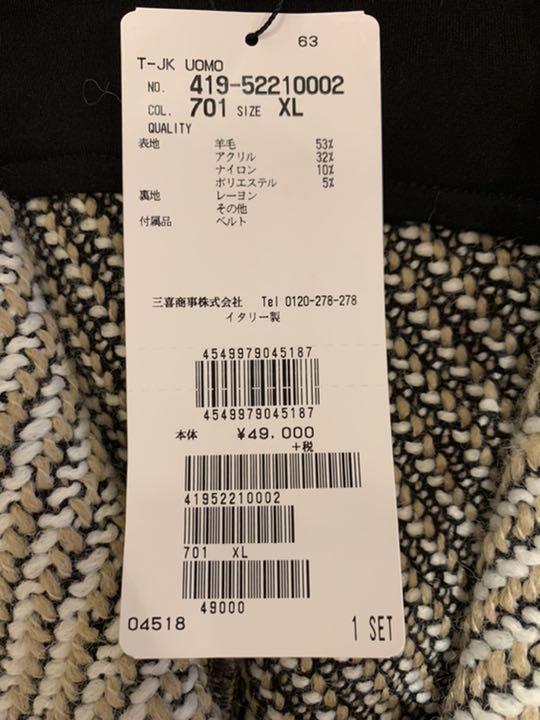 63
T-JK UOMO
NO. 419-52210002
COL. 701 SIZE XL
QUALITY
表地 羊毛 53%
アクリル 32%
ナイロン 10%
ポリエステル 5%
裏地 レーヨン
その他
付属品 ベルト
三喜商事株式会社 Tel 0120-278-278
イタリー製
4549979045187
4549979045187
本体 ¥49.000
+税
41952210002
701 XL
49000
04518 1 SET